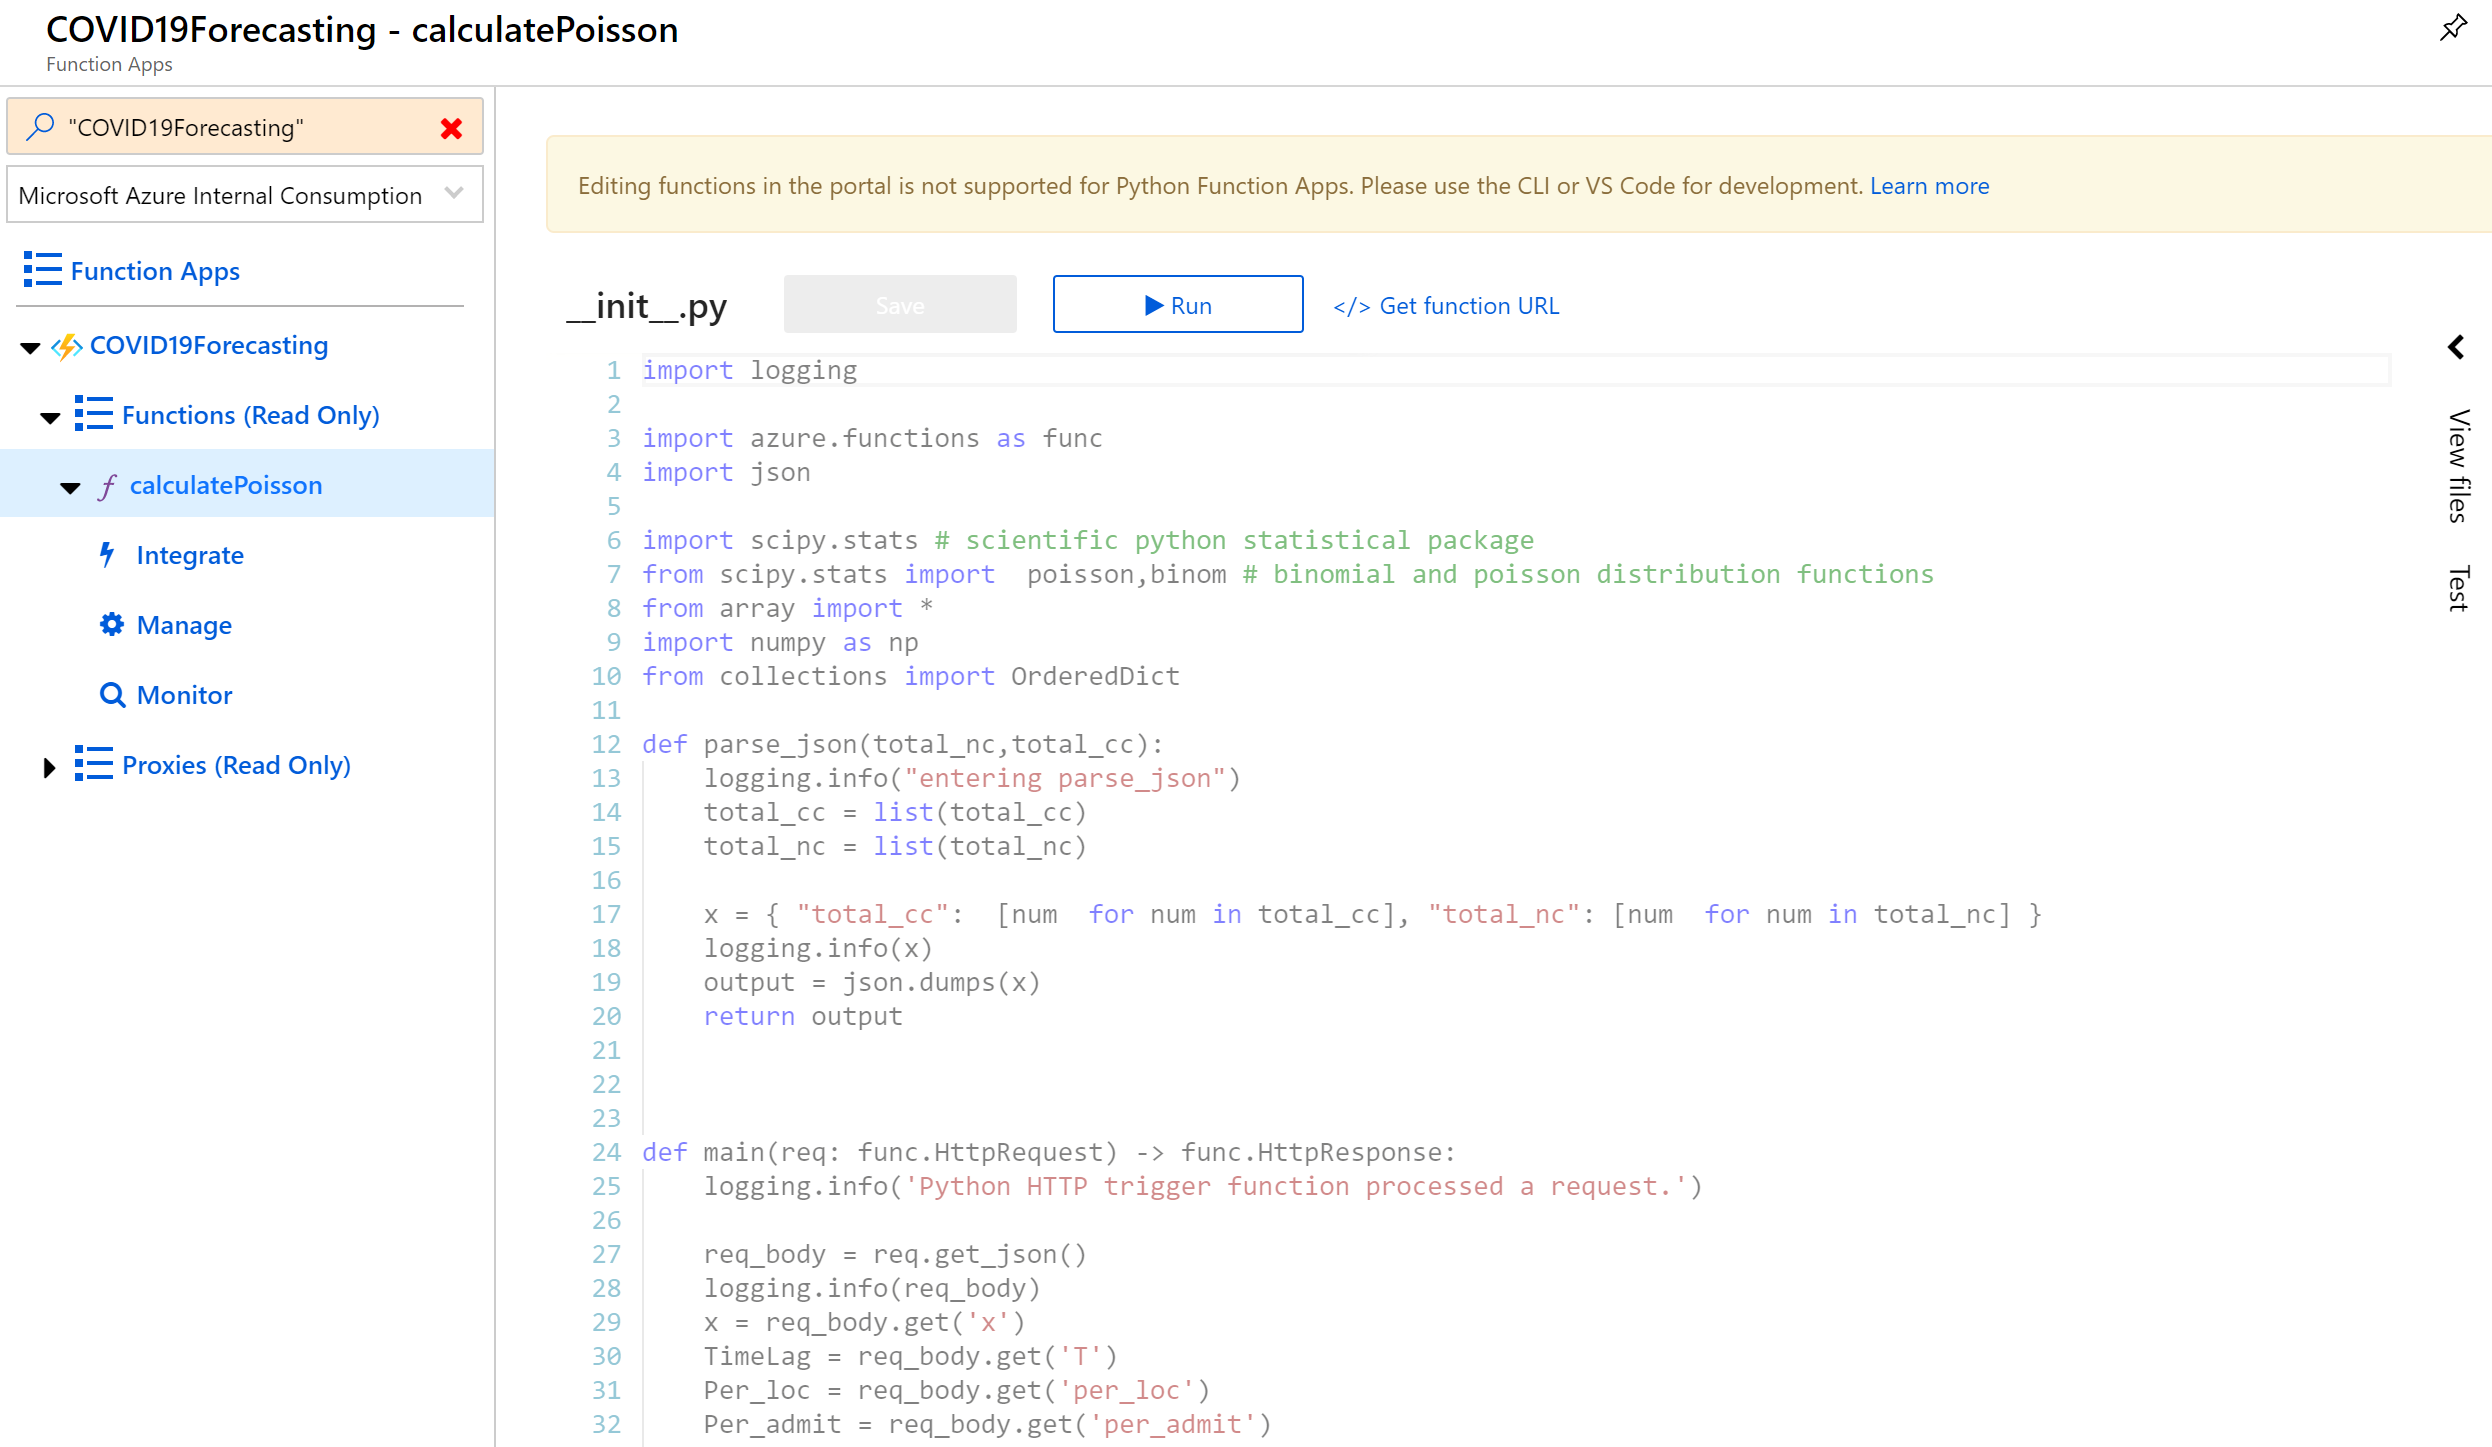 COVID19Forecasting - calculatePoisson
Function Apps
"COVID19Forecasting"
Microsoft Azure Internal Consumption
Function Apps
COVID19Forecasting
Functions (Read Only)
f calculatePoisson
Integrate
Manage
Monitor
Proxies (Read Only)
Editing functions in the portal is not supported for Python Function Apps. Please use the CLI or VS Code for development. Learn more
__init__.py Save Run </> Get function URL
1 import logging
2
3 import azure.functions as func
4 import json
5
6 import scipy.stats # scientific python statistical package
7 from scipy.stats import  poisson,binom # binomial and poisson distribution functions
8 from array import *
9 import numpy as np
10 from collections import OrderedDict
11
12 def parse_json(total_nc,total_cc):
13     logging.info("entering parse_json")
14     total_cc = list(total_cc)
15     total_nc = list(total_nc)
16
17     x = { "total_cc":  [num  for num in total_cc], "total_nc": [num  for num in total_nc] }
18     logging.info(x)
19     output = json.dumps(x)
20     return output
21
22
23
24 def main(req: func.HttpRequest) -> func.HttpResponse:
25     logging.info('Python HTTP trigger function processed a request.')
26
27     req_body = req.get_json()
28     logging.info(req_body)
29     x = req_body.get('x')
30     TimeLag = req_body.get('T')
31     Per_loc = req_body.get('per_loc')
32     Per_admit = req_body.get('per_admit')
View files
Test